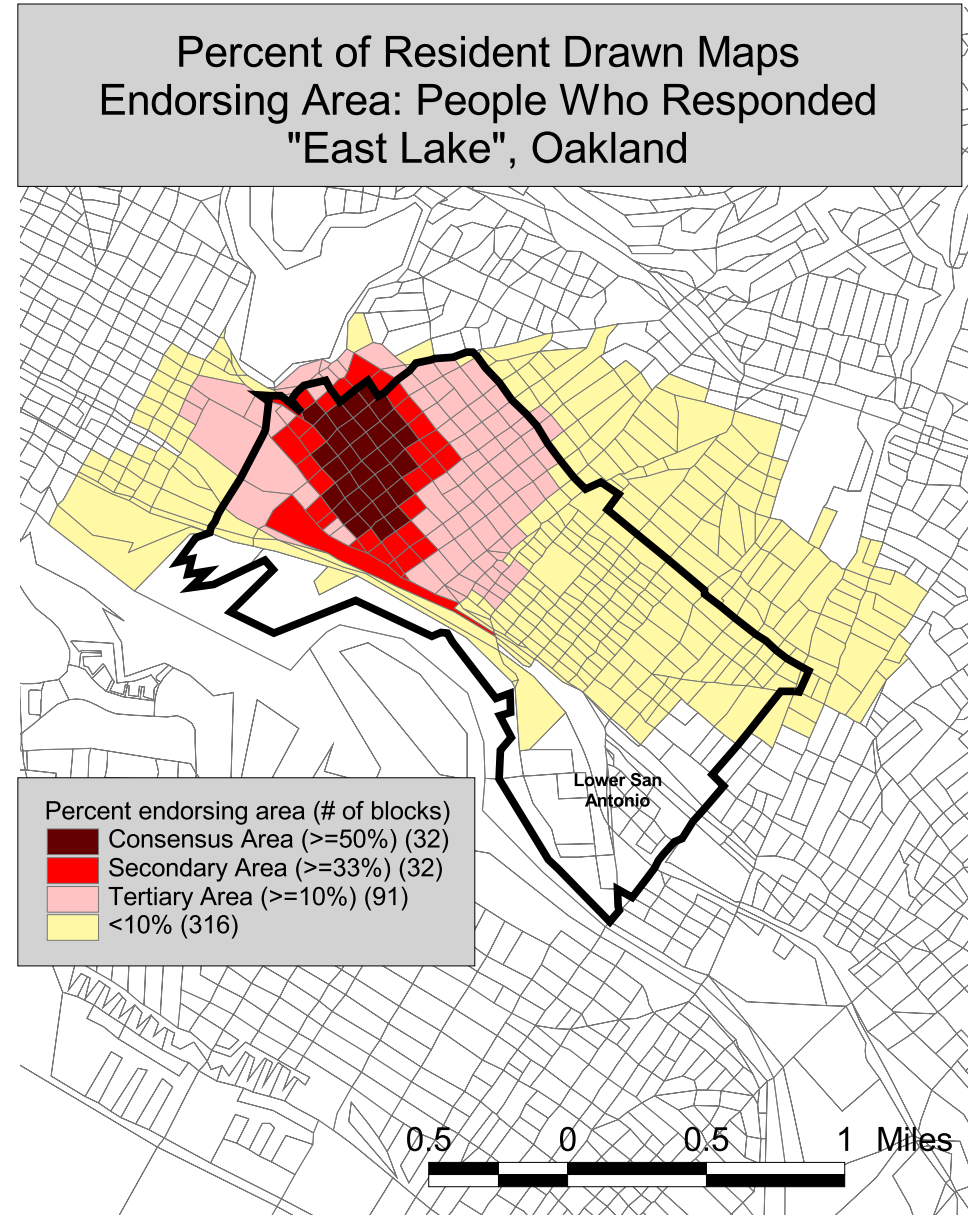 Percent of Resident Drawn Maps
Endorsing Area: People Who Responded
"East Lake", Oakland
Lower San
Antonio
Percent endorsing area (# of blocks)
Consensus Area (>=50%) (32)
Secondary Area (>=33%) (32)
Tertiary Area (>=10%) (91)
<10% (316)
0.5 0 0.5 1 Miles